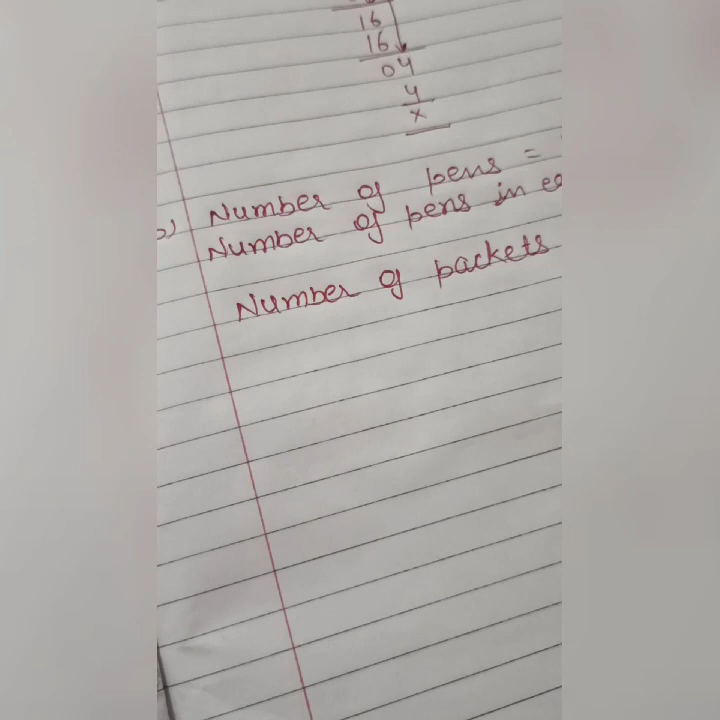 16
16
04
4
x
Number of pens =
Number of pens in
Number of packets